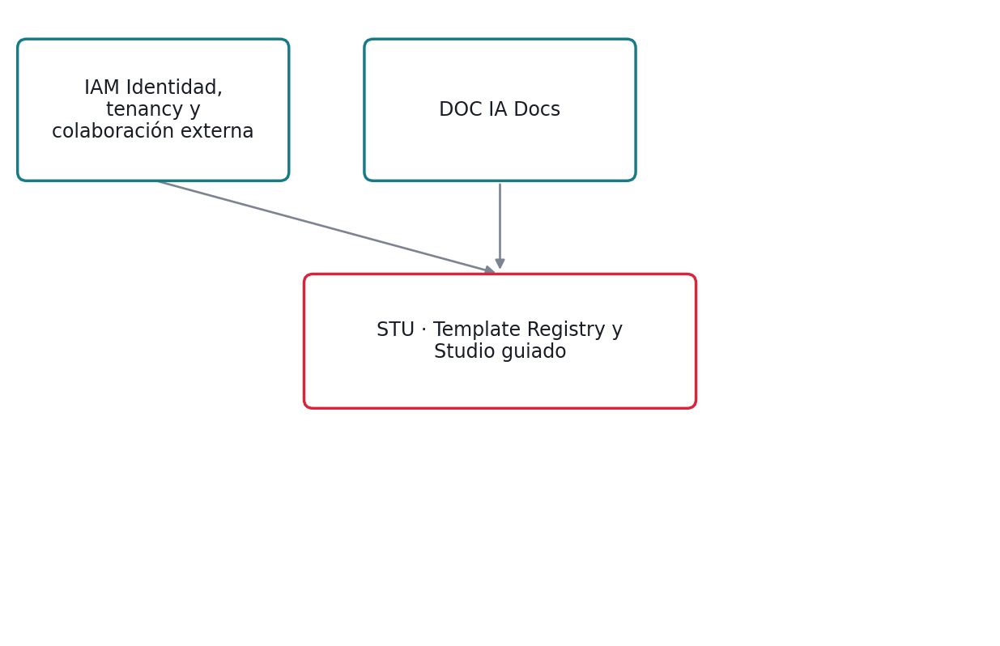 IAM Identidad,
tenancy y
colaboración externa
DOC IA Docs
STU · Template Registry y
Studio guiado